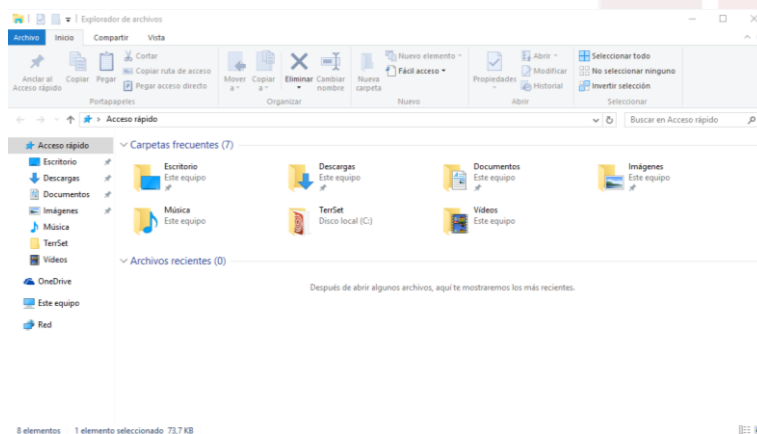 Explorador de archivos
Archivo Inicio Compartir Vista
Anclar al Acceso rápido
Copiar
Pegar
Cortar
Copiar ruta de acceso
Pegar acceso directo
Portapapeles
Mover a
Copiar a
Eliminar
Cambiar nombre
Organizar
Nueva carpeta
Nuevo elemento
Fácil acceso
Nuevo
Propiedades
Abrir
Modificar
Historial
Abrir
Seleccionar todo
No seleccionar ninguno
Invertir selección
Seleccionar
Acceso rápido
Buscar en Acceso rápido
Acceso rápido
Escritorio
Descargas
Documentos
Imágenes
Música
TerrSet
Vídeos
OneDrive
Este equipo
Red
Carpetas frecuentes (7)
Escritorio
Este equipo
Descargas
Este equipo
Documentos
Este equipo
Imágenes
Este equipo
Música
Este equipo
TerrSet
Disco local (C:)
Vídeos
Este equipo
Archivos recientes (0)
Después de abrir algunos archivos, aquí te mostraremos los más recientes.
8 elementos 1 elemento seleccionado 73,7 KB